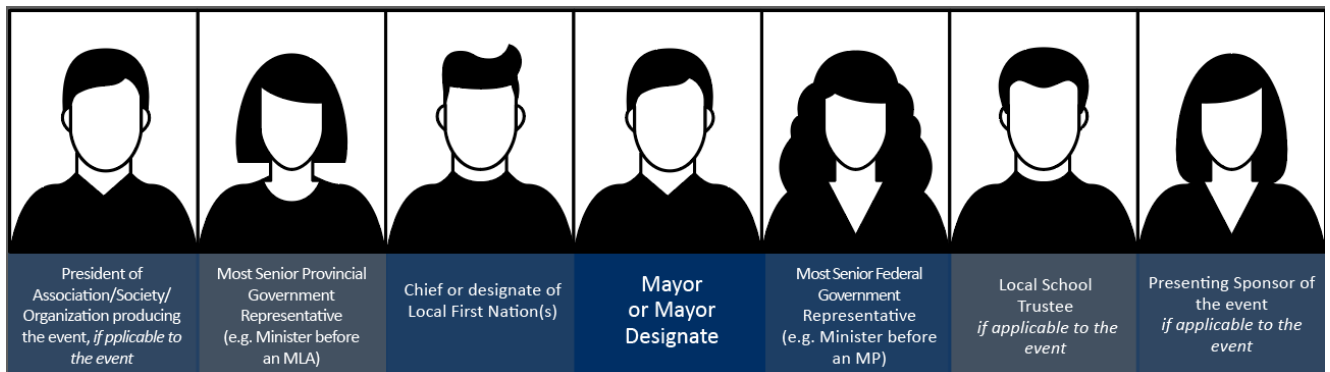 President of
Association/Society/
Organization producing
the event, if pplicable to
the event
Most Senior Provincial
Government
Representative
(e.g. Minister before
an MLA)
Chief or designate of
Local First Nation(s)
Mayor
or Mayor
Designate
Most Senior Federal
Government
Representative
(e.g. Minister before
an MP)
Local School
Trustee
if applicable to the
event
Presenting Sponsor of
the event
if applicable to the
event